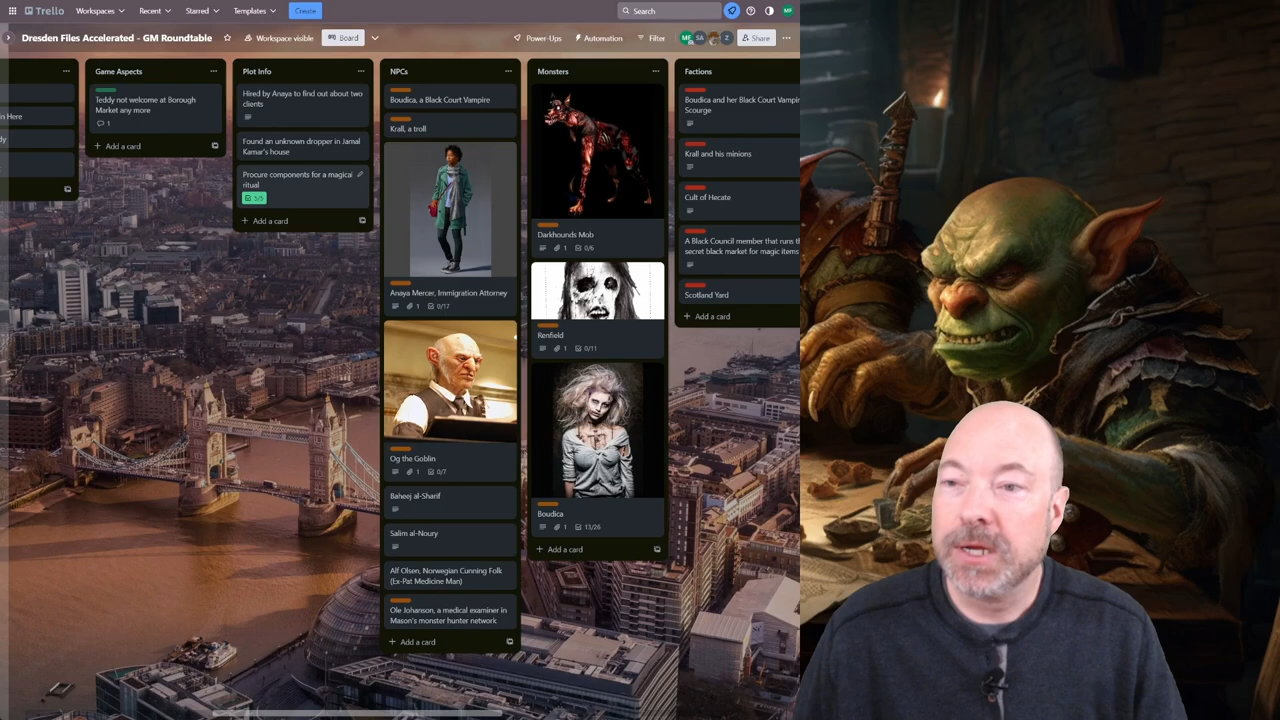 Trello
Workspaces
Recent
Starred
Templates
Create
Search
MF
Dresden Files Accelerated - GM Roundtable
Workspace visible
Board
Power-Ups
Automation
Filter
MF
SA
Z
Share
n Here
dy
Game Aspects
Teddy not welcome at Borough
Market any more
1
Add a card
Plot Info
Hired by Anaya to find out about two
clients
Found an unknown dropper in Jamal
Kamar's house
Procure components for a magical
ritual
5/5
Add a card
NPCs
Boudica, a Black Court Vampire
Krall, a troll
Anaya Mercer, Immigration Attorney
1
0/17
Og the Goblin
1
0/7
Baheej al-Sharif
Salim al-Noury
Alf Olsen, Norwegian Cunning Folk
(Ex-Pat Medicine Man)
Ole Johanson, a medical examiner in
Mason's monster hunter network
Add a card
Monsters
Darkhounds Mob
1
0/6
Renfield
1
0/11
Boudica
1
13/26
Add a card
Factions
Boudica and her Black Court Vampir
Scourge
Krall and his minions
Cult of Hecate
A Black Council member that runs th
secret black market for magic items
Scotland Yard
Add a card